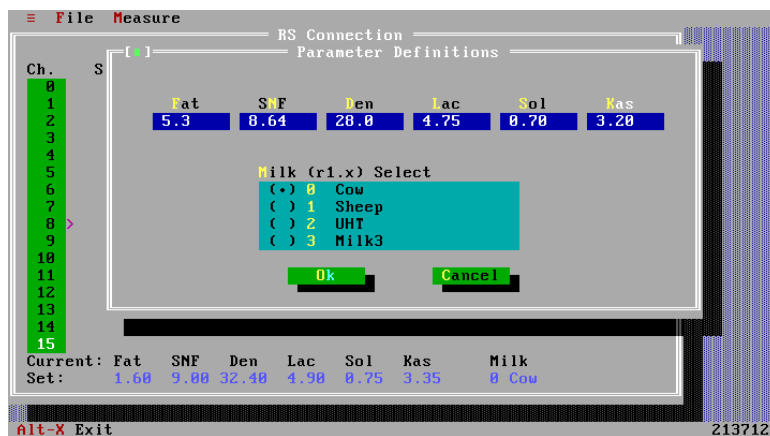 ≡ File Measure
RS Connection
[■] Parameter Definitions
Ch. S
0
1
2
3
4
5
6
7
8 >
9
10
11
12
13
14
15
Fat SNF Den Lac Sol Kas
5.3 8.64 28.0 4.75 0.70 3.20
Milk (r1.x) Select
(•) 0 Cow
( ) 1 Sheep
( ) 2 UHT
( ) 3 Milk3
Ok Cancel
Current: Fat SNF Den Lac Sol Kas Milk
Set: 1.60 9.00 32.40 4.90 0.75 3.35 0 Cow
Alt-X Exit 213712